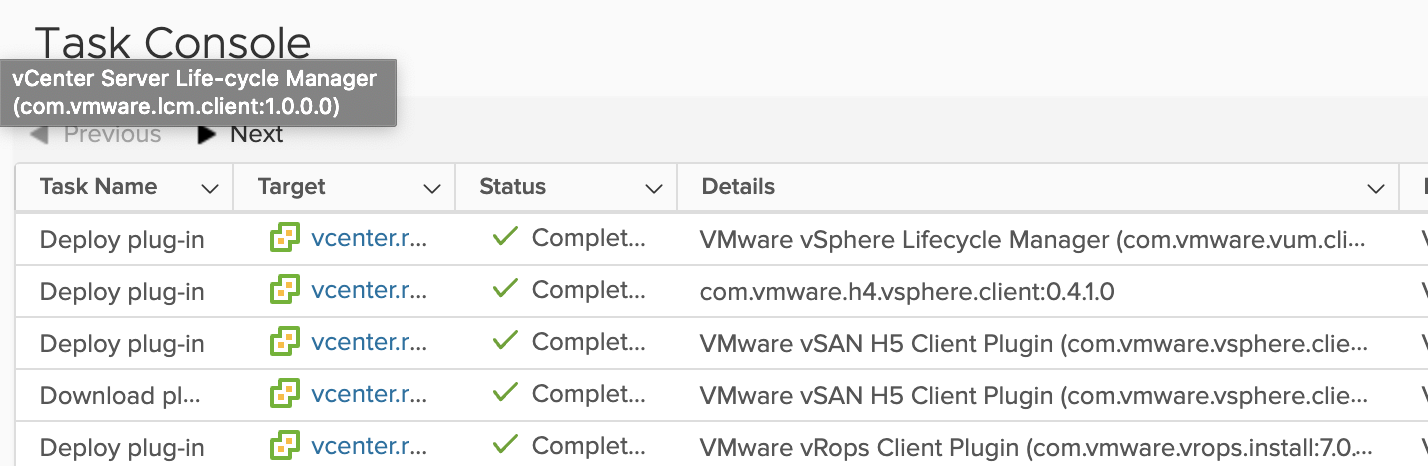 Task Console
vCenter Server Life-cycle Manager
(com.vmware.lcm.client:1.0.0.0)
Previous Next
Task Name Target Status Details
Deploy plug-in vcenter.r... Complet... VMware vSphere Lifecycle Manager (com.vmware.vum.cli...
Deploy plug-in vcenter.r... Complet... com.vmware.h4.vsphere.client:0.4.1.0
Deploy plug-in vcenter.r... Complet... VMware vSAN H5 Client Plugin (com.vmware.vsphere.clie...
Download pl... vcenter.r... Complet... VMware vSAN H5 Client Plugin (com.vmware.vsphere.clie...
Deploy plug-in vcenter.r... Complet... VMware vRops Client Plugin (com.vmware.vrops.install:7.0....